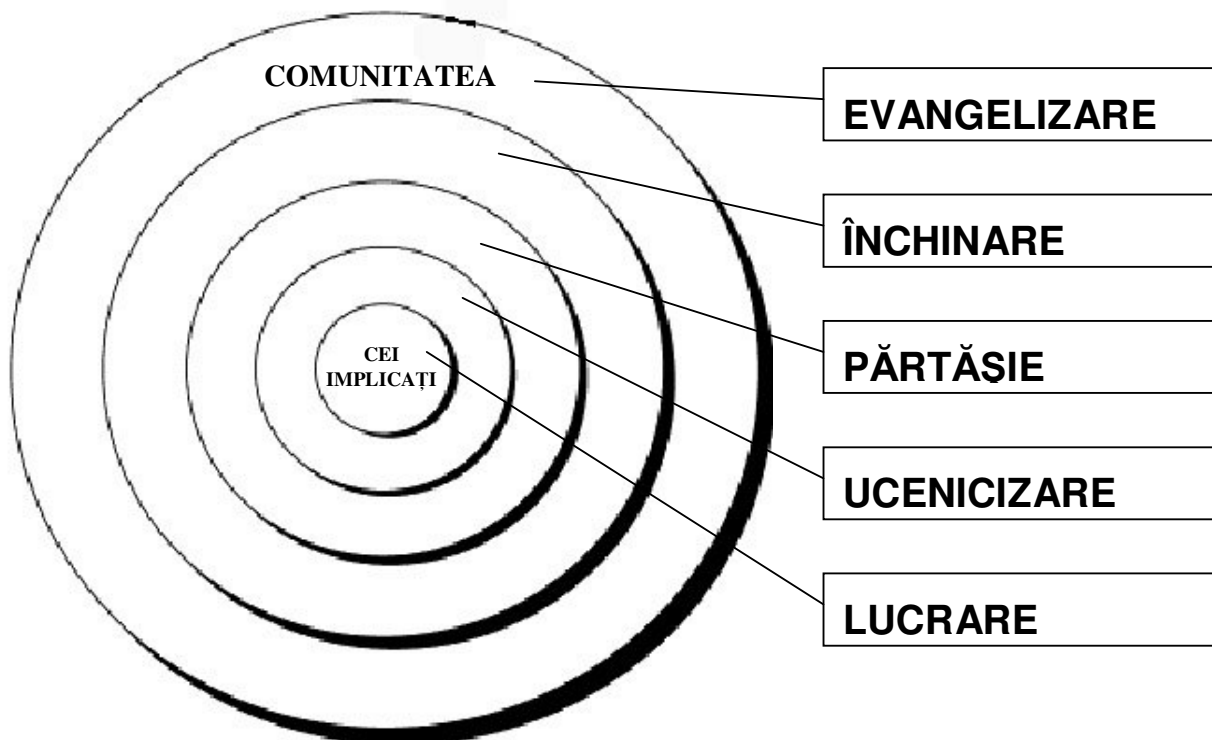 COMUNITATEA
EVANGELIZARE
ÎNCHINARE
PĂRTĂȘIE
CEI
IMPLICAȚI
UCENICIZARE
LUCRARE